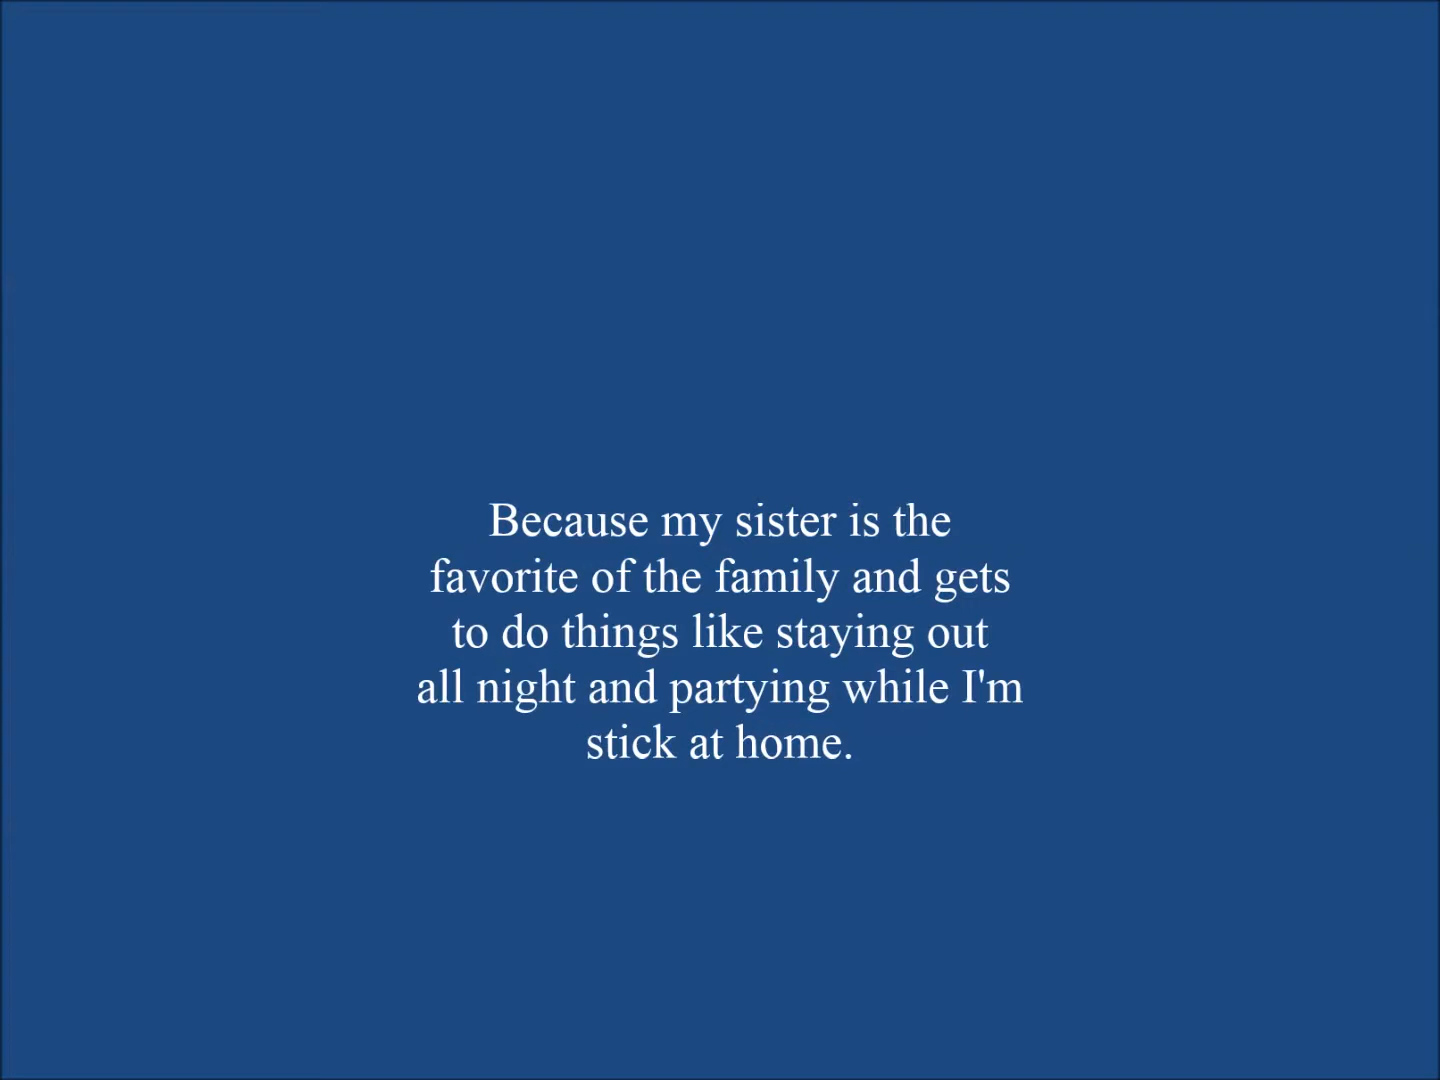 Because my sister is the
favorite of the family and gets
to do things like staying out
all night and partying while I'm
stick at home.